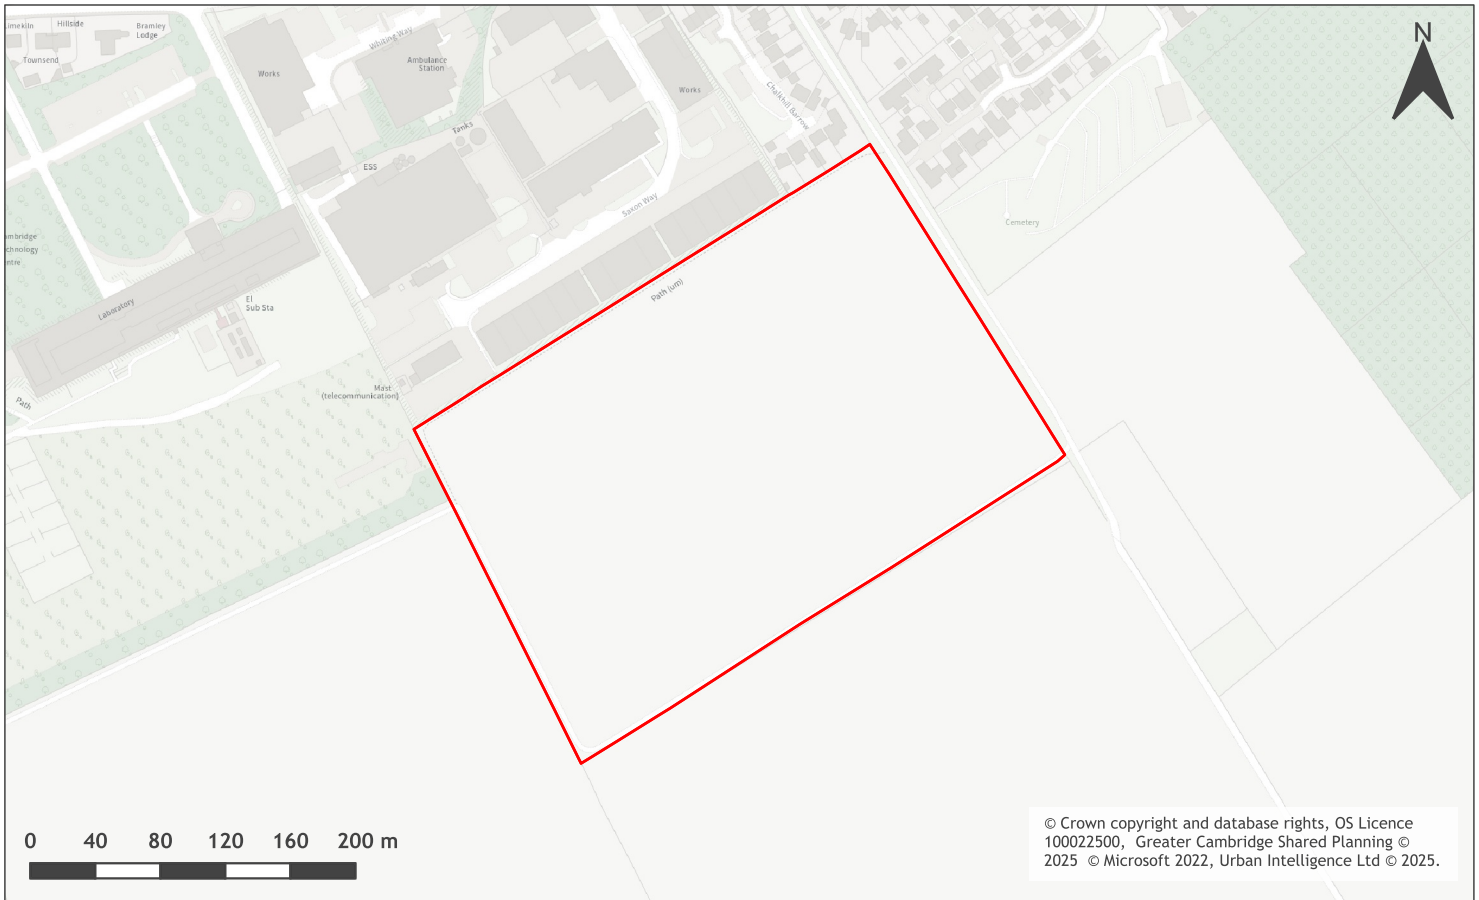 Limekiln
Hillside
Bramley
Lodge
Townsend
Works
Whiting Way
Ambulance
Station
Works
Chalkhill Barrow
Tanks
ESS
Saxon Way
Cemetery
ambridge
chnology
entre
Path (um)
El
Sub Sta
Laboratory
Mast
(telecommunication)
Path
N
0 40 80 120 160 200 m
© Crown copyright and database rights, OS Licence
100022500, Greater Cambridge Shared Planning ©
2025 © Microsoft 2022, Urban Intelligence Ltd © 2025.